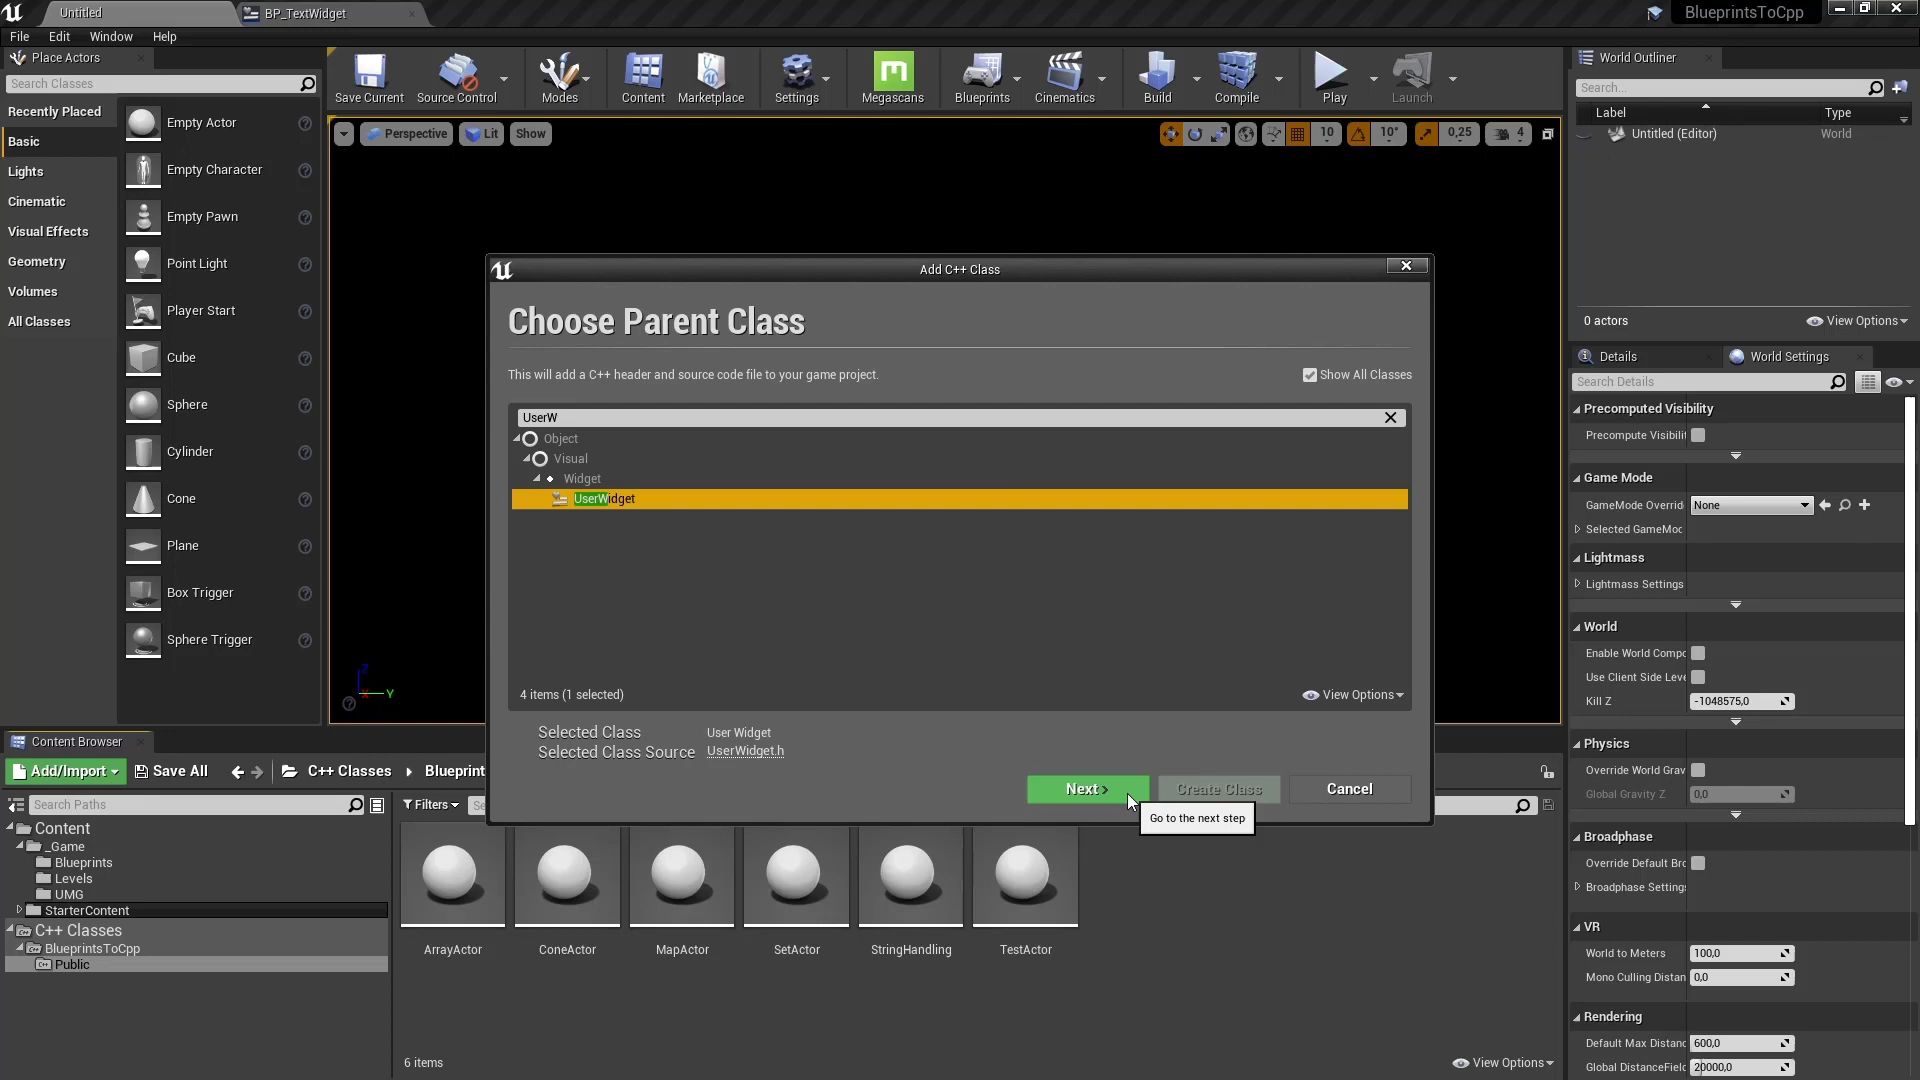 Untitled
BP_TextWidget
BlueprintsToCpp
File Edit Window Help
Place Actors
Search Classes
Recently Placed
Basic
Lights
Cinematic
Visual Effects
Geometry
Volumes
All Classes
Empty Actor
Empty Character
Empty Pawn
Point Light
Player Start
Cube
Sphere
Cylinder
Cone
Plane
Box Trigger
Sphere Trigger
Save Current
Source Control
Modes
Content
Marketplace
Settings
Megascans
Blueprints
Cinematics
Build
Compile
Play
Launch
Perspective
Lit
Show
10
10°
0,25
4
Z
X
Y
World Outliner
Search...
Label Type
Untitled (Editor) World
0 actors
View Options
Details
World Settings
Search Details
Precomputed Visibility
Precompute Visibilit
Game Mode
GameMode Overrid None
Selected GameMoc
Lightmass
Lightmass Settings
World
Enable World Compo
Use Client Side Leve
Kill Z -1048575,0
Physics
Override World Grav
Global Gravity Z 0,0
Broadphase
Override Default Brc
Broadphase Settings
VR
World to Meters 100,0
Mono Culling Distan 0,0
Rendering
Default Max Distanc 600,0
Global DistanceField 20000,0
Add C++ Class
Choose Parent Class
This will add a C++ header and source code file to your game project.
Show All Classes
UserW
Object
Visual
Widget
UserWidget
4 items (1 selected)
View Options
Selected Class User Widget
Selected Class Source UserWidget.h
Next
Create Class
Cancel
Go to the next step
Content Browser
Add/Import
Save All
C++ Classes
Blueprint
Search Paths
Filters
Se
Content
_Game
Blueprints
Levels
UMG
StarterContent
C++ Classes
BlueprintsToCpp
Public
ArrayActor
ConeActor
MapActor
SetActor
StringHandling
TestActor
6 items
View Options